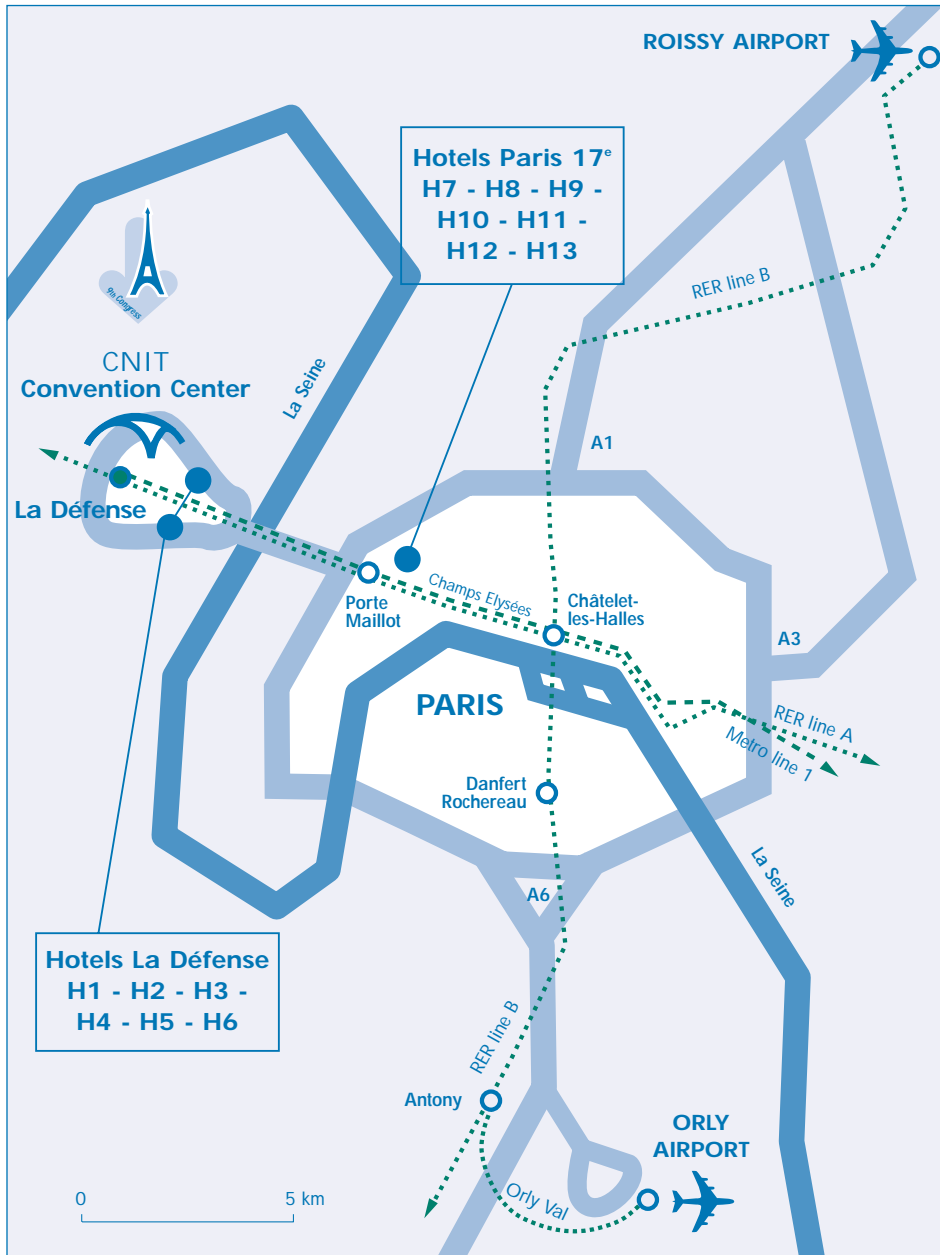 ROISSY AIRPORT
Hotels Paris 17e
H7 - H8 - H9 -
H10 - H11 -
H12 - H13
RER line B
9th Congress
CNIT
Convention Center
La Seine
A1
La Défense
Champs Elysées
Porte
Maillot
Châtelet-
les-Halles
A3
PARIS
RER line A
Metro line 1
Danfert
Rochereau
La Seine
A6
Hotels La Défense
H1 - H2 - H3 -
H4 - H5 - H6
RER line B
Antony
ORLY
AIRPORT
Orly Val
0
5 km